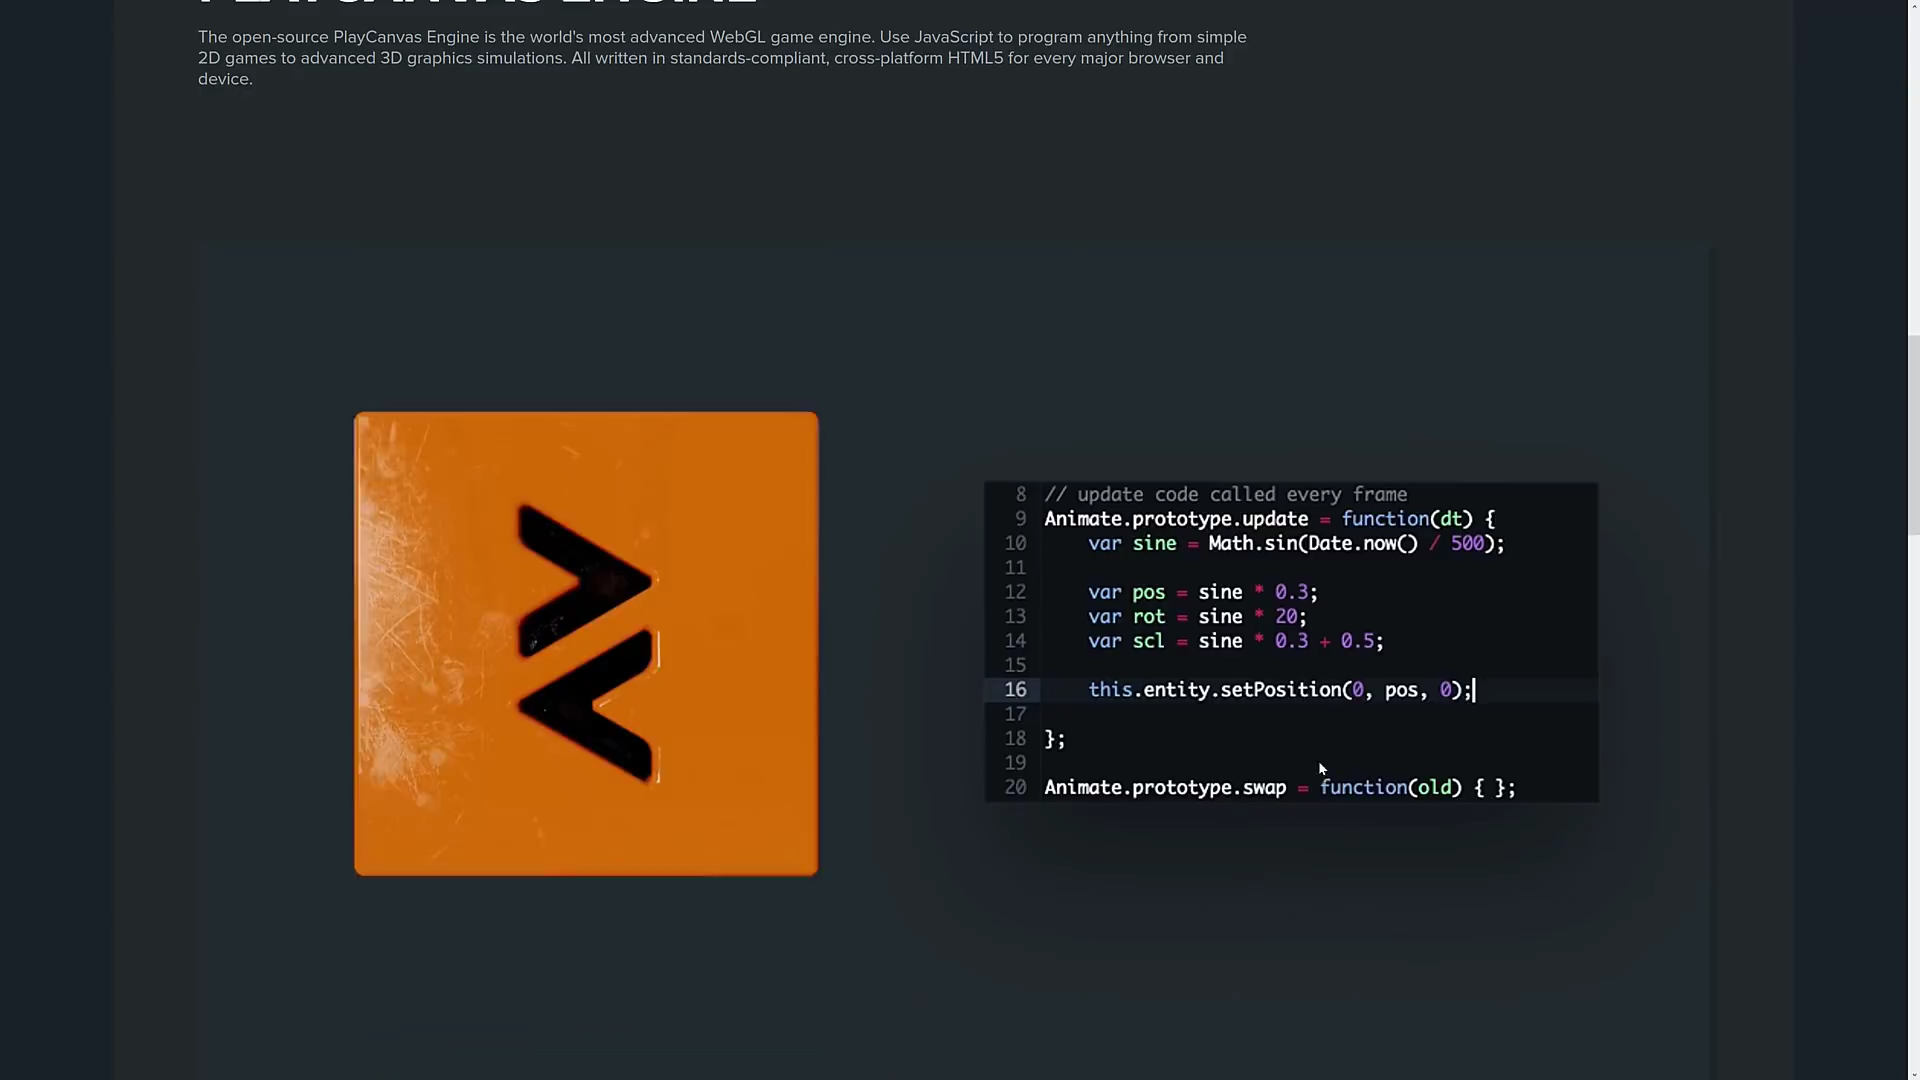 PLAYCANVAS ENGINE
The open-source PlayCanvas Engine is the world's most advanced WebGL game engine. Use JavaScript to program anything from simple
2D games to advanced 3D graphics simulations. All written in standards-compliant, cross-platform HTML5 for every major browser and
device.
8 // update code called every frame
9 Animate.prototype.update = function(dt) {
10 var sine = Math.sin(Date.now() / 500);
11
12 var pos = sine * 0.3;
13 var rot = sine * 20;
14 var scl = sine * 0.3 + 0.5;
15
16 this.entity.setPosition(0, pos, 0);
17
18 };
19
20 Animate.prototype.swap = function(old) { };